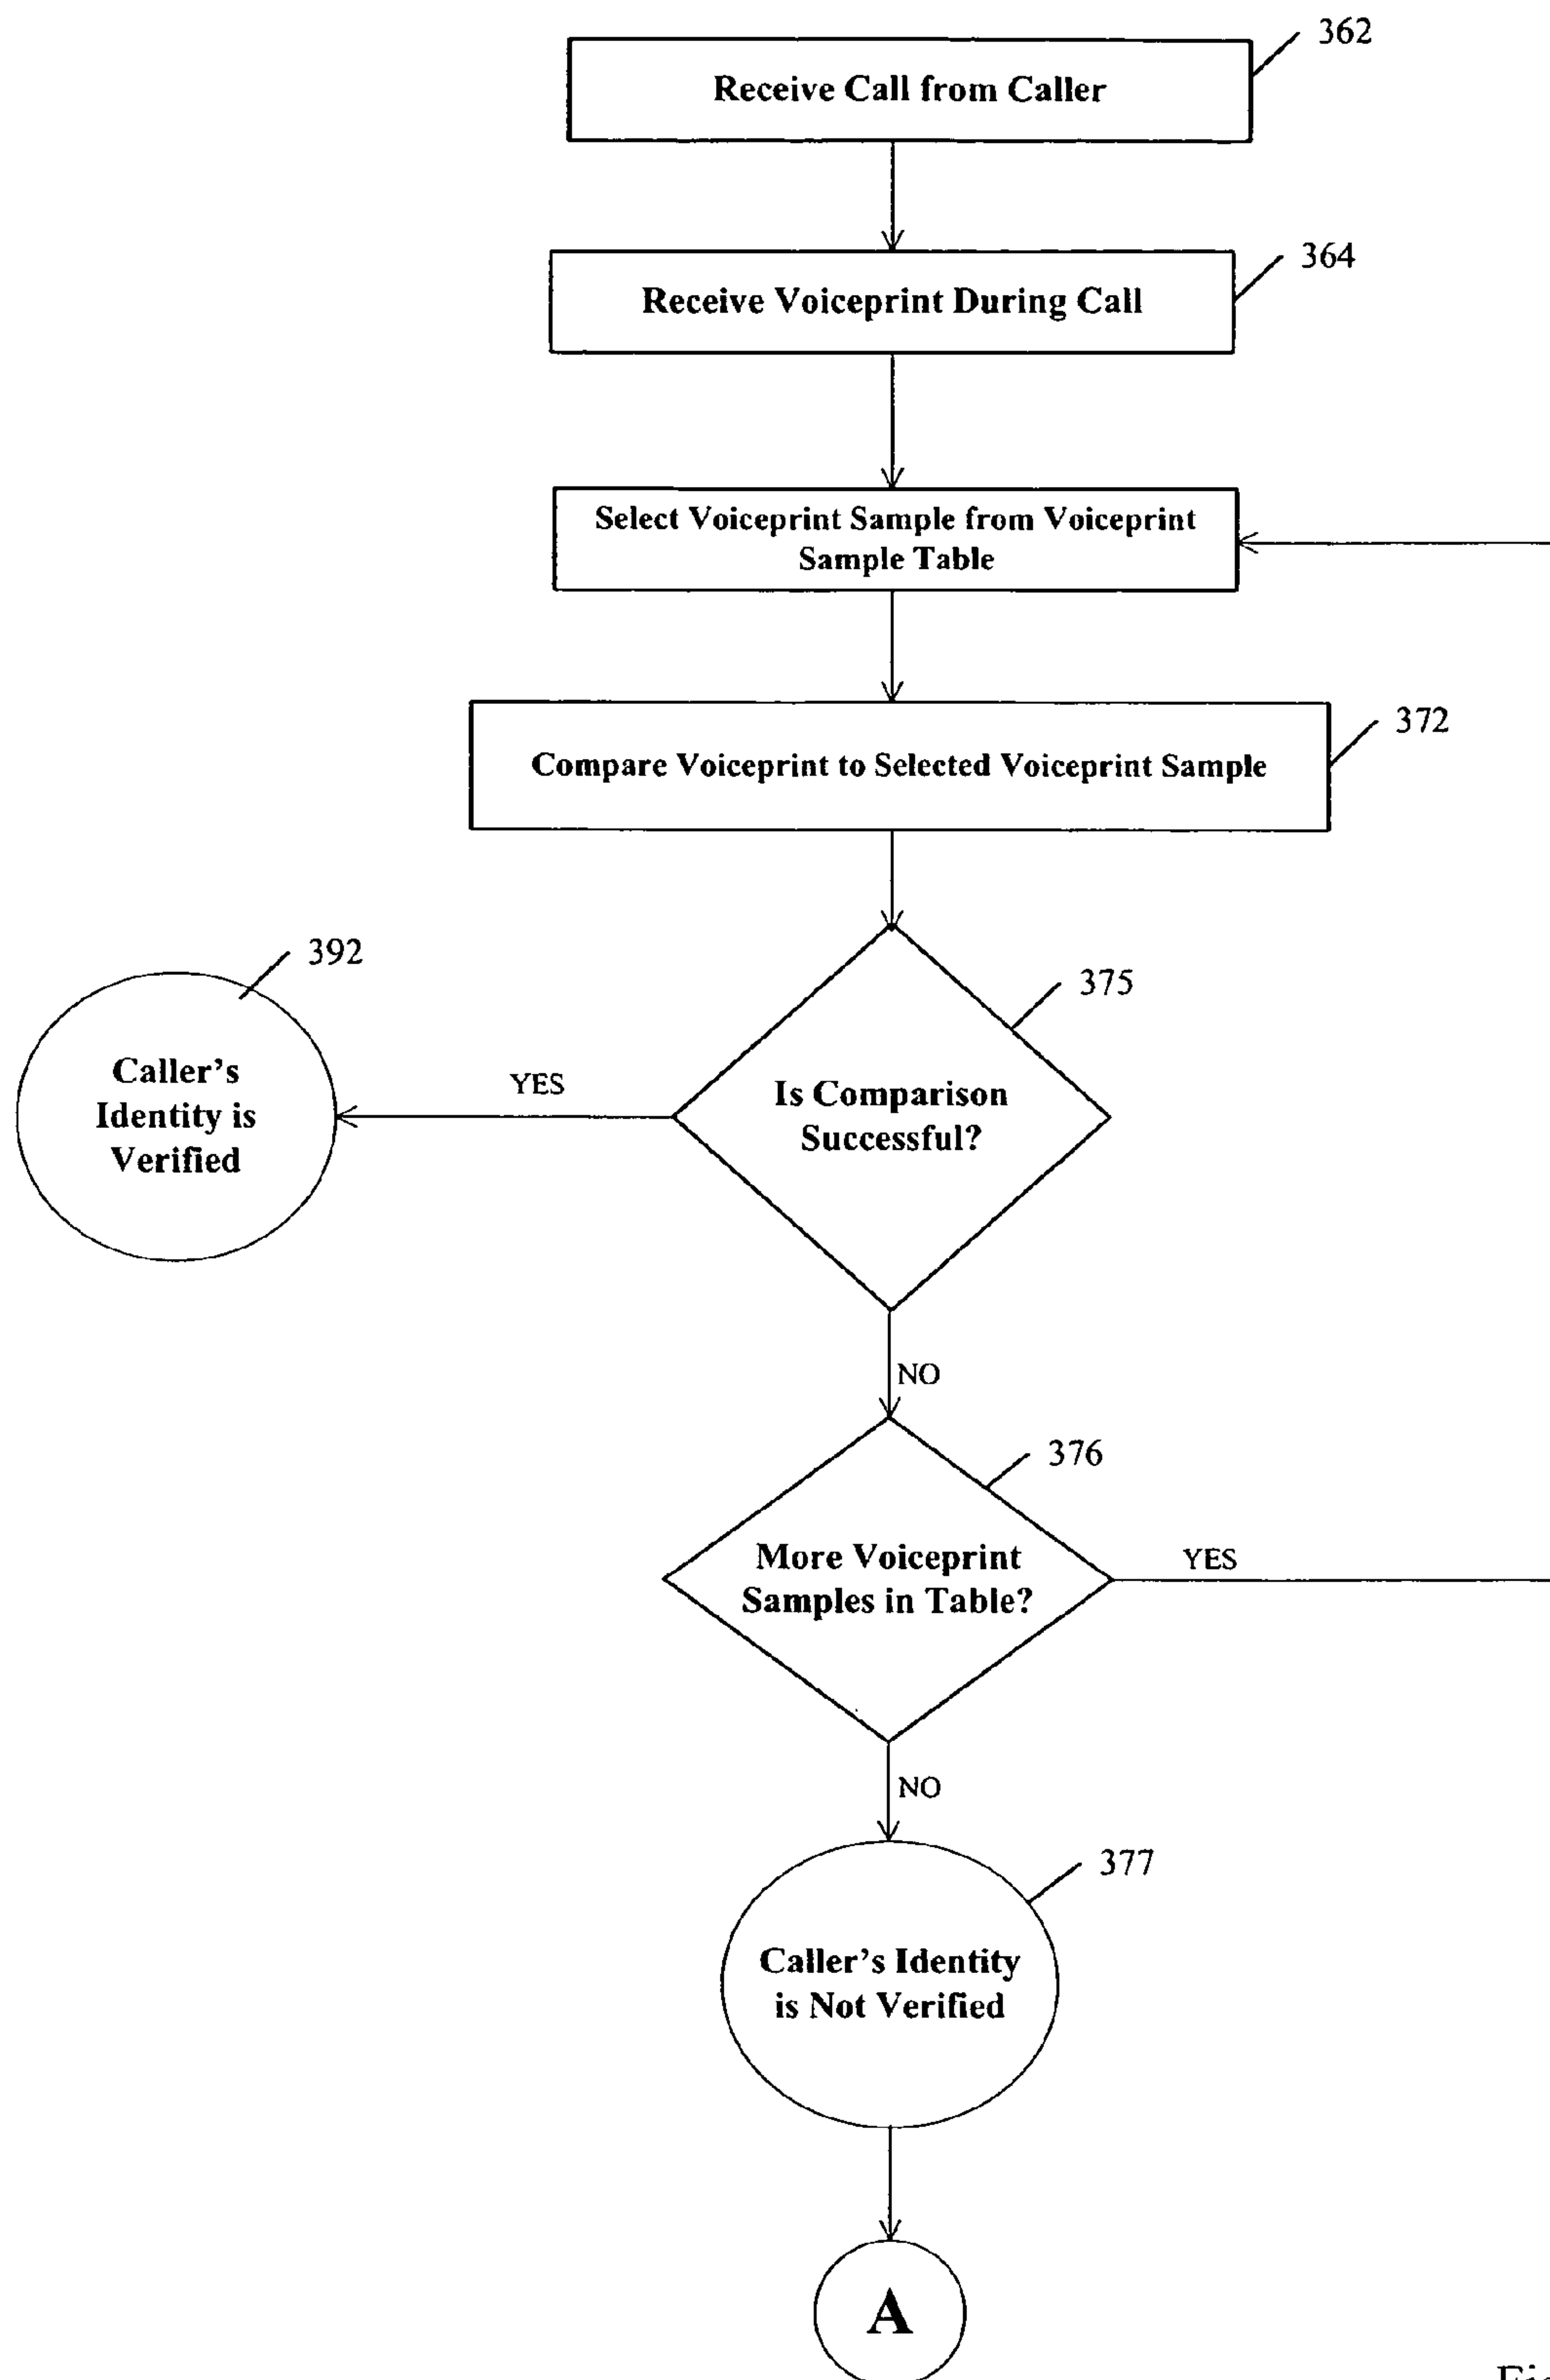 362
Receive Call from Caller
364
Receive Voiceprint During Call
Select Voiceprint Sample from Voiceprint
Sample Table
372
Compare Voiceprint to Selected Voiceprint Sample
392
375
Caller’s
Identity is
Verified
YES
Is Comparison
Successful?
NO
376
More Voiceprint
Samples in Table?
YES
NO
377
Caller’s Identity
is Not Verified
A